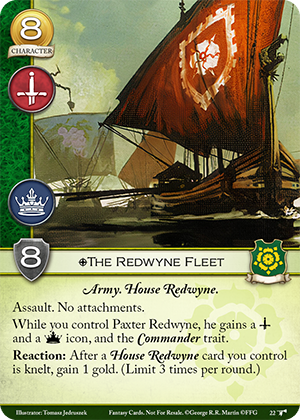 8
CHARACTER
8
THE REDWYNE FLEET
Army. House Redwyne.
Assault. No attachments.
While you control Paxter Redwyne, he gains a
and a icon, and the Commander trait.
Reaction: After a House Redwyne card you control
is knelt, gain 1 gold. (Limit 3 times per round.)
Illustrator: Tomasz Jedruszek Fantasy Cards. Not For Resale. ©George R.R. Martin ©FFG 22